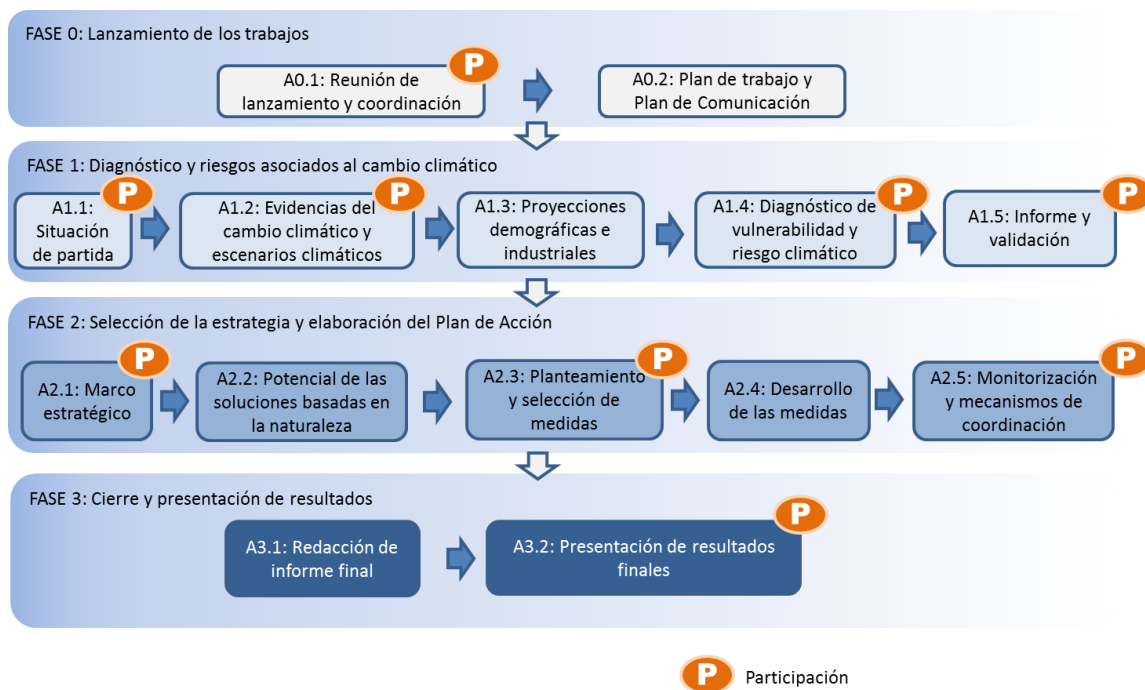 FASE 0: Lanzamiento de los trabajos
P
A0.1: Reunión de
lanzamiento y coordinación
A0.2: Plan de trabajo y
Plan de Comunicación
FASE 1: Diagnóstico y riesgos asociados al cambio climático
P
A1.1:
Situación
de partida
P
A1.2: Evidencias del
cambio climático y
escenarios climáticos
A1.3: Proyecciones
demográficas e
industriales
P
A1.4: Diagnóstico de
vulnerabilidad y
riesgo climático
P
A1.5: Informe y
validación
FASE 2: Selección de la estrategia y elaboración del Plan de Acción
P
A2.1: Marco
estratégico
A2.2: Potencial de las
soluciones basadas en
la naturaleza
P
A2.3: Planteamiento
y selección de
medidas
A2.4: Desarrollo
de las medidas
P
A2.5: Monitorización
y mecanismos de
coordinación
FASE 3: Cierre y presentación de resultados
A3.1: Redacción de
informe final
P
A3.2: Presentación de resultados
finales
P
Participación